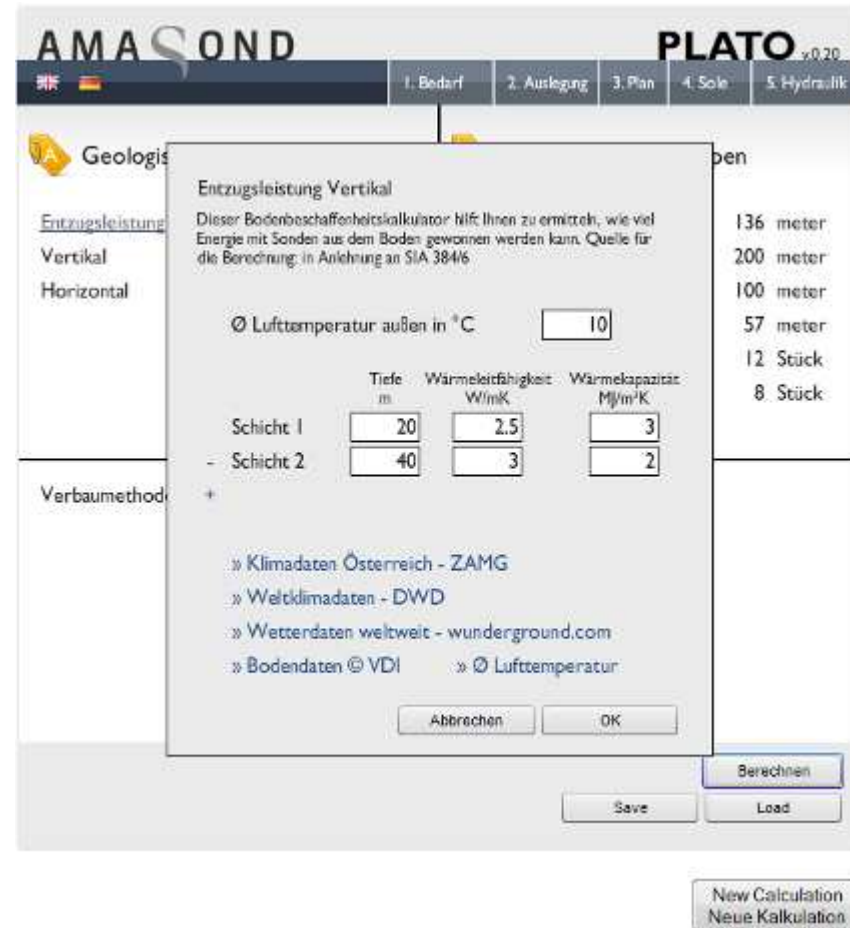 AMASOND
PLATO v.0.20
1. Bedarf 2. Auslegung 3. Plan 4. Sole 5. Hydraulik
A Geologis
ben
Entzugsleistung
Vertikal
Horizontal
136 meter
200 meter
100 meter
57 meter
12 Stück
8 Stück
Verbaumethod
Entzugsleistung Vertikal
Dieser Bodenbeschaffenheitskalkulator hilft Ihnen zu ermitteln, wie viel
Energie mit Sonden aus dem Boden gewonnen werden kann. Quelle für
die Berechnung: in Anlehnung an SIA 384/6
Ø Lufttemperatur außen in °C 10
Tiefe Wärmeleitfähigkeit Wärmekapazität
m W/mK MJ/m³K
Schicht 1 20 2.5 3
- Schicht 2 40 3 2
+
» Klimadaten Österreich - ZAMG
» Weltklimadaten - DWD
» Wetterdaten weltweit - wunderground.com
» Bodendaten © VDI » Ø Lufttemperatur
Abbrechen OK
Berechnen
Save Load
New Calculation
Neue Kalkulation